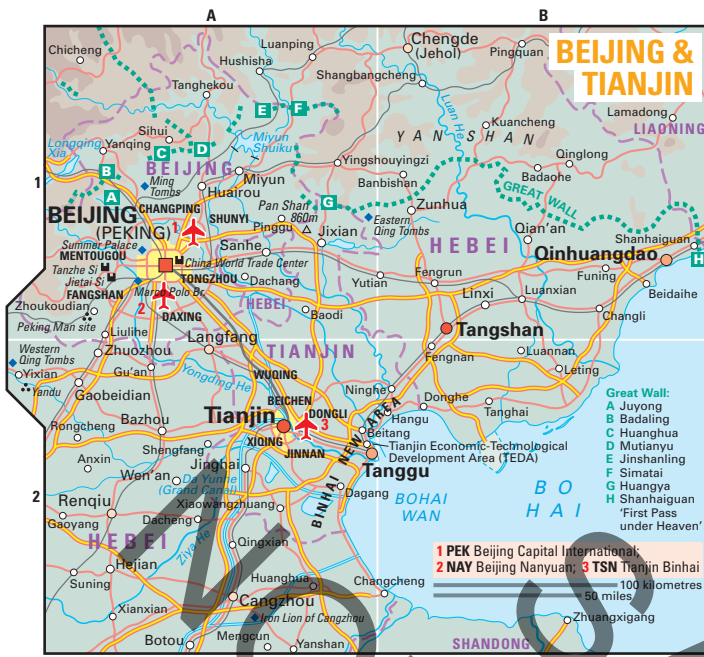 A
B
BEIJING &
TIANJIN
Chicheng
Luanping
Hushisha
Chengde
(Jehol)
Pingquan
Tanghekou
Shangbangcheng
Luan He
Lamadong
LIAONING
E
F
Sihui
Longqing
Xia
Yanqing
C
D
Miyun
Shuiku
YAN SHAN
Kuancheng
Qinglong
Badaohe
1
B
A
BEIJING
Ming
Tombs
Miyun
Huairou
Yingshouyingzi
Banbishan
GREAT WALL
BEIJING
(PEKING)
CHANGPING
1
SHUNYI
Pan Shan
860m
G
Pinggu
Jixian
Eastern
Qing Tombs
Zunhua
HEBEI
Qian'an
Shanhaiguan
H
Summer Palace
MENTOUGOU
Tanzhe Si
Jietai Si
FANGSHAN
Sanhe
China World Trade Center
TONGZHOU
Dachang
Yutian
Fengrun
Qinhuangdao
Funing
Beidaihe
Zhoukoudian
Marco Polo Br.
2
DAXING
HEBEI
Baodi
Linxi
Luanxian
Changli
Peking Man site
Liulihe
Tangshan
Western
Qing Tombs
Zhuozhou
Langfang
TIANJIN
Fengnan
Luannan
Yixian
Gu'an
Yongding He
WUQING
Leting
Yandu
Gaobeidian
BEICHEN
Ninghe
Donghe
Tanghai
Great Wall:
A Juyong
B Badaling
C Huanghua
D Mutianyu
E Jinshanling
F Simatai
G Huangya
H Shanhaiguan
'First Pass
under Heaven'
Rongcheng
Bazhou
Tianjin
DONGLI
3
Hangu
Beitang
Tianjin Economic-Technological
Development Area (TEDA)
Anxin
Shengfang
XIQING
JINNAN
BINHAI NEW AREA
Tanggu
2
Wen'an
Jinghai
Da Yunhe
(Grand Canal)
Dagang
BOHAI
WAN
BO
HAI
Renqiu
Xiaowangzhuang
Gaoyang
Dacheng
Ziya He
Qingxian
HEBEI
1 PEK Beijing Capital International;
2 NAY Beijing Nanyuan; 3 TSN Tianjin Binhai
100 kilometres
50 miles
Hejian
Suning
Huanghua
Changcheng
Xianxian
Cangzhou
Iron Lion of Cangzhou
Zhuangxigang
Botou
Mengcun
Yanshan
SHANDONG